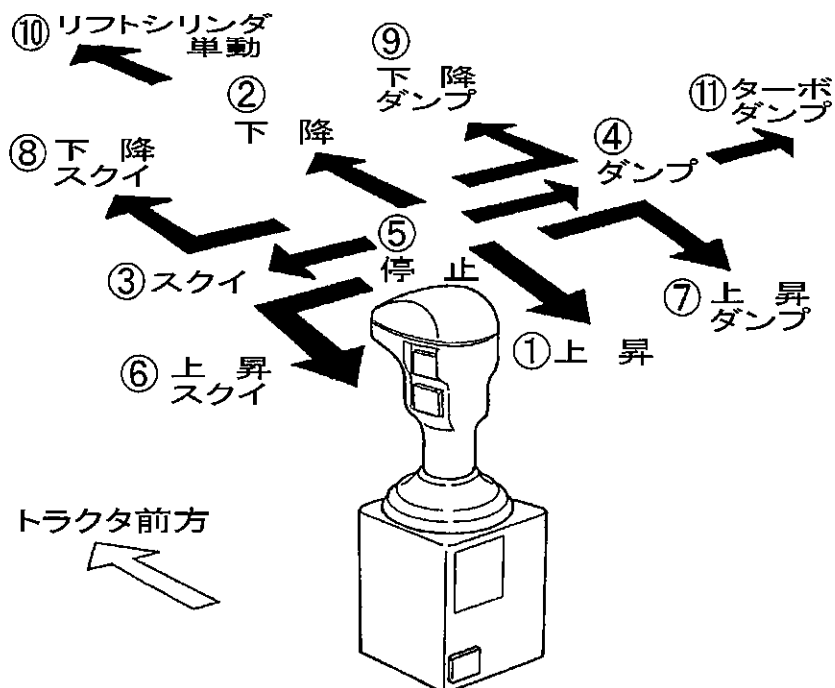 ⑩リフトシリンダ
単動
⑨
下 降
ダンプ
②
下 降
⑪ターボ
ダンプ
④
ダンプ
⑧下 降
スクイ
⑤
停 止
③スクイ
⑦上 昇
ダンプ
①上 昇
⑥上 昇
スクイ
トラクタ前方